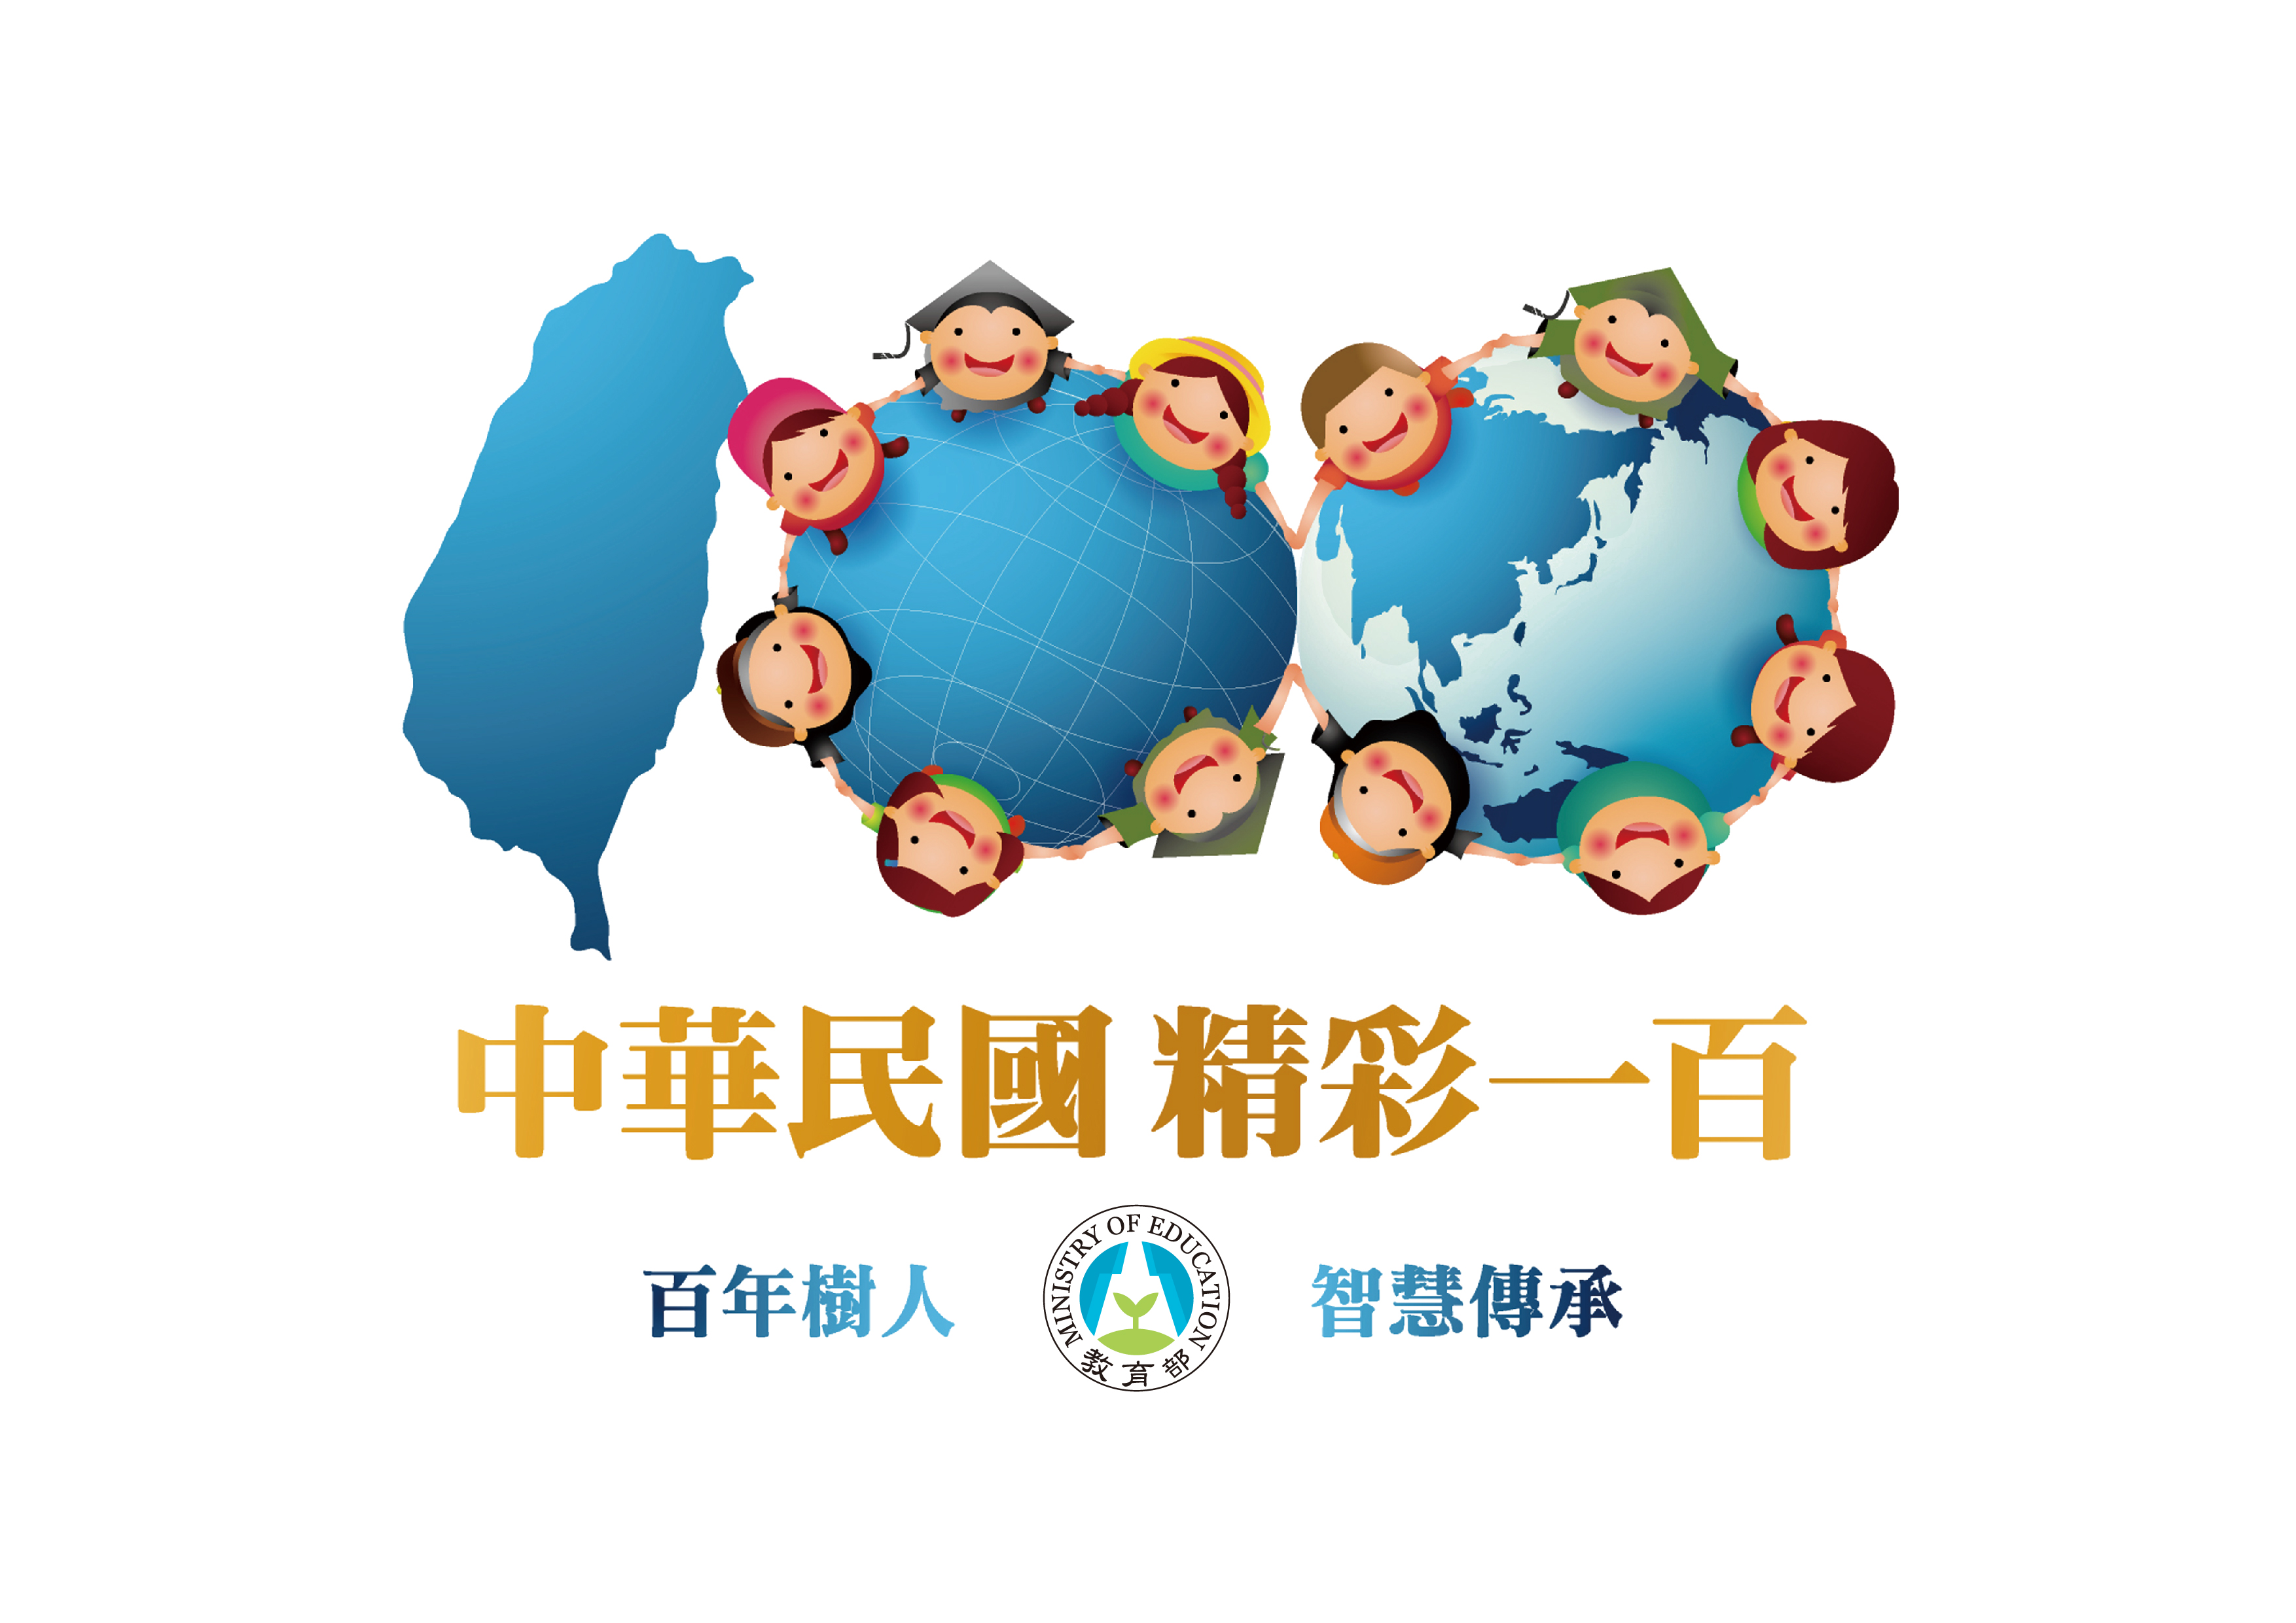 中華民國 精彩一百
百年樹人
MINISTRY OF EDUCATION
教育部
智慧傳承